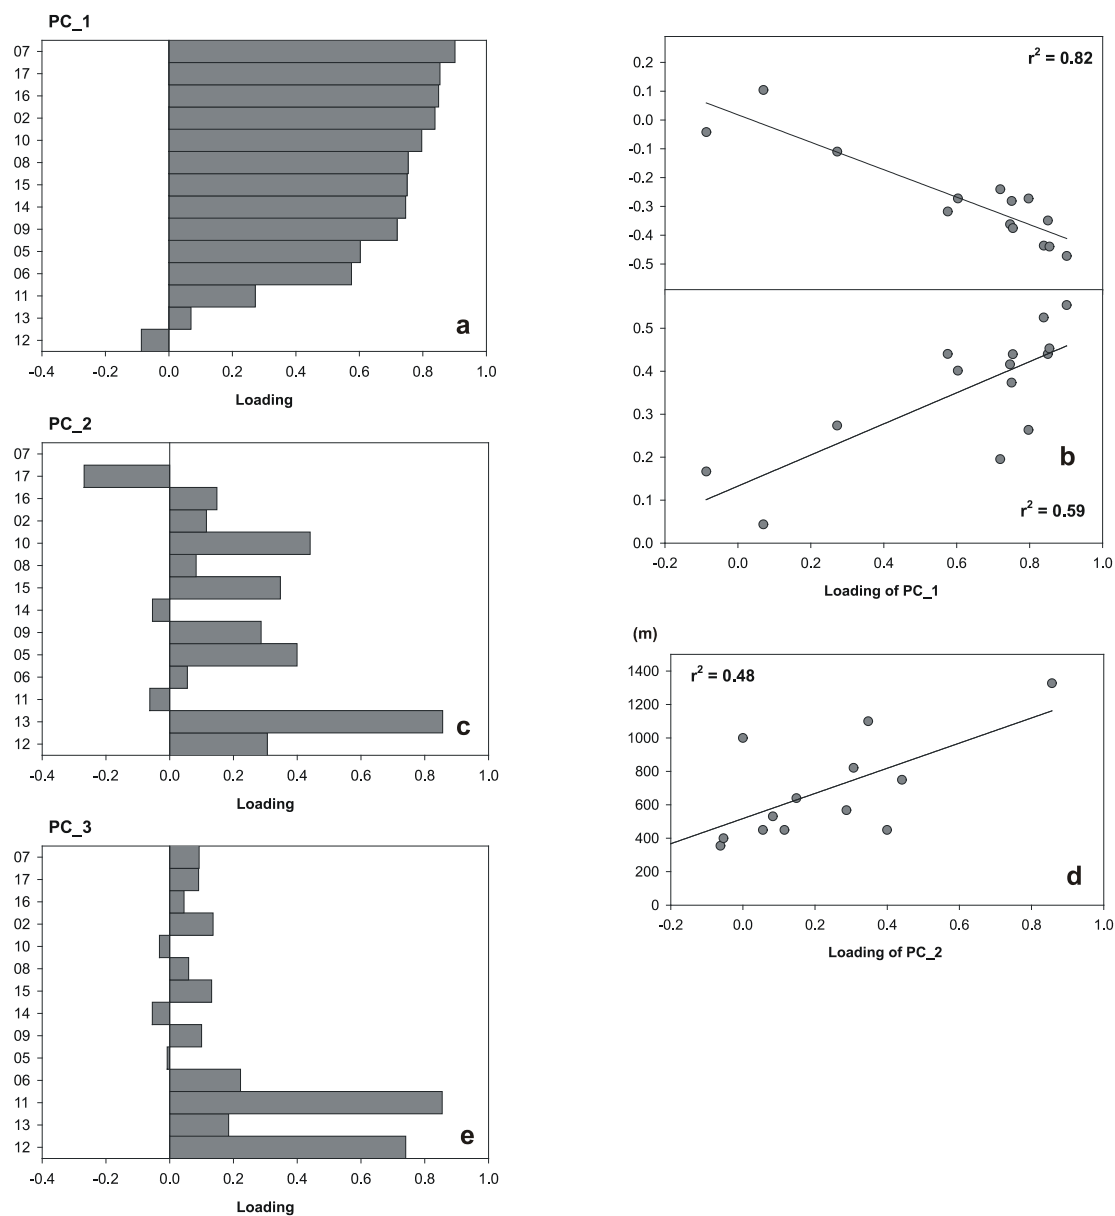 PC_1
07
17
16
02
10
08
15
14
09
05
06
11
13
12
a
-0.4 -0.2 0.0 0.2 0.4 0.6 0.8 1.0
Loading
PC_2
07
17
16
02
10
08
15
14
09
05
06
11
13
12
c
-0.4 -0.2 0.0 0.2 0.4 0.6 0.8 1.0
Loading
PC_3
07
17
16
02
10
08
15
14
09
05
06
11
13
12
e
-0.4 -0.2 0.0 0.2 0.4 0.6 0.8 1.0
Loading
r² = 0.82
0.2
0.1
0.0
-0.1
-0.2
-0.3
-0.4
-0.5
0.5
0.4
0.3
0.2
0.1
0.0
b
r² = 0.59
-0.2 0.0 0.2 0.4 0.6 0.8 1.0
Loading of PC_1
(m)
r² = 0.48
1400
1200
1000
800
600
400
200
0
d
-0.2 0.0 0.2 0.4 0.6 0.8 1.0
Loading of PC_2